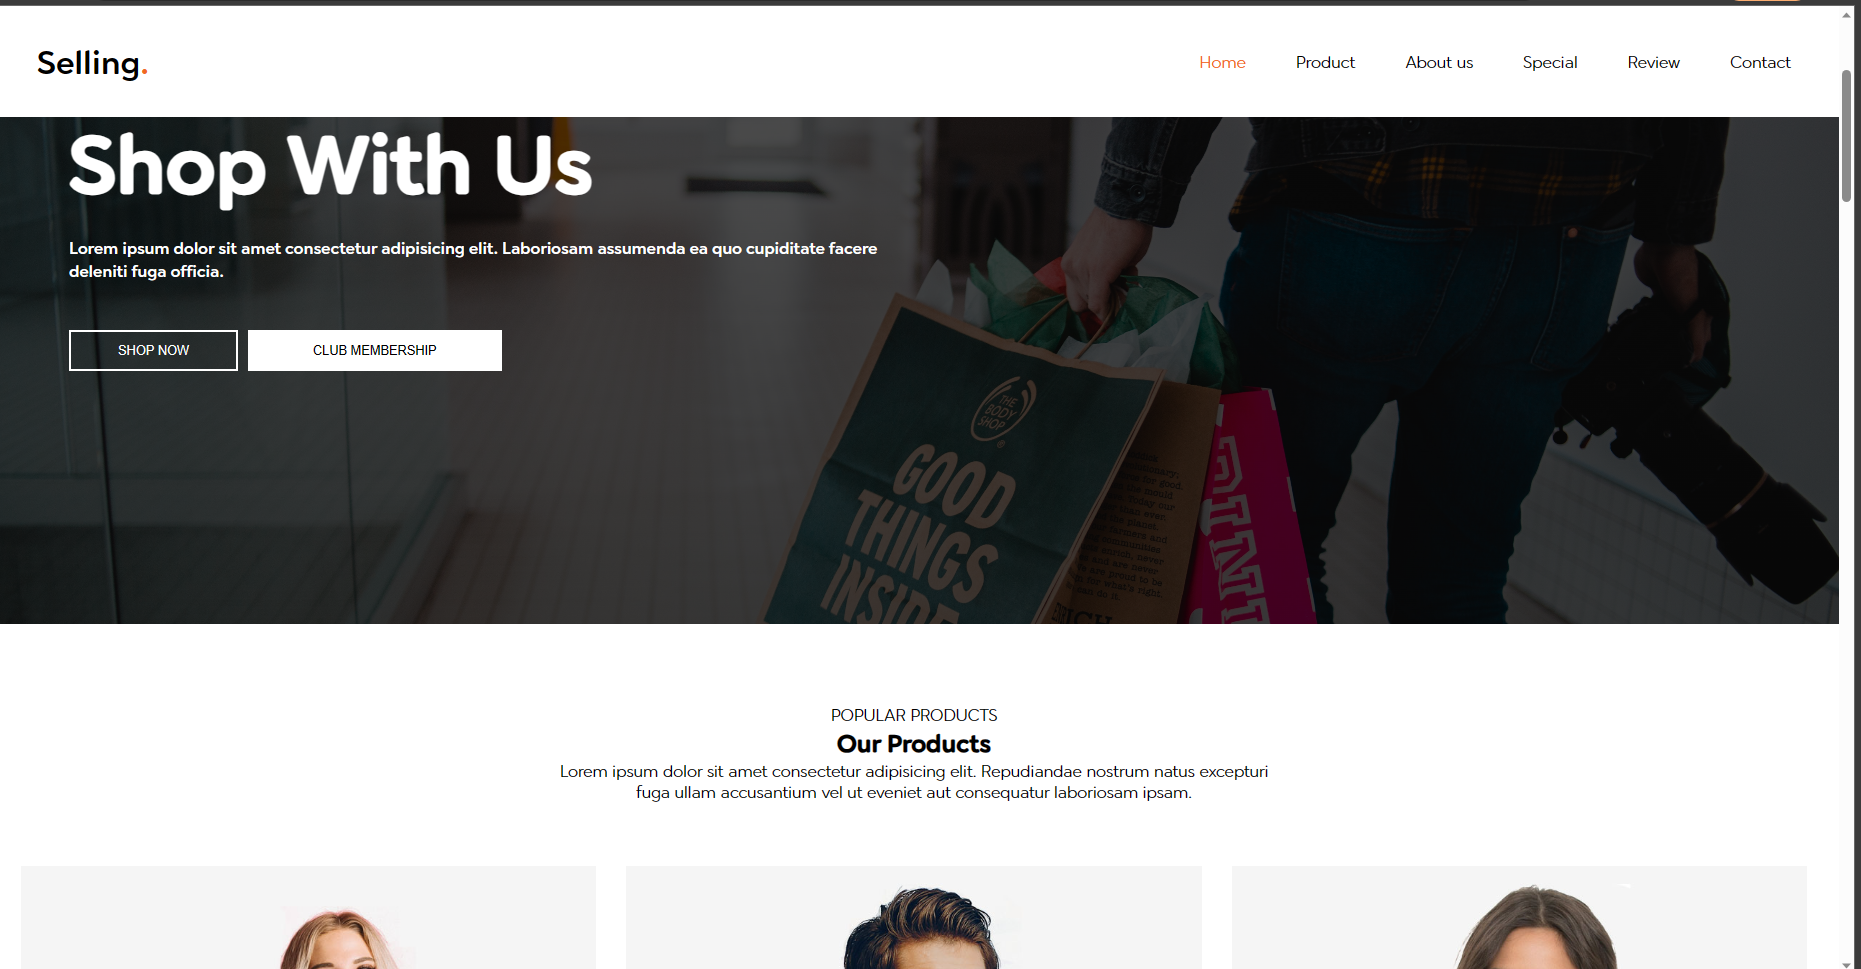 Selling.
Home Product About us Special Review Contact
Shop With Us
Lorem ipsum dolor sit amet consectetur adipisicing elit. Laboriosam assumenda ea quo cupiditate facere
deleniti fuga officia.
SHOP NOW CLUB MEMBERSHIP
THE
BODY
SHOP
GOOD
THINGS
INSIDE
POPULAR PRODUCTS
Our Products
Lorem ipsum dolor sit amet consectetur adipisicing elit. Repudiandae nostrum natus excepturi
fuga ullam accusantium vel ut eveniet aut consequatur laboriosam ipsam.